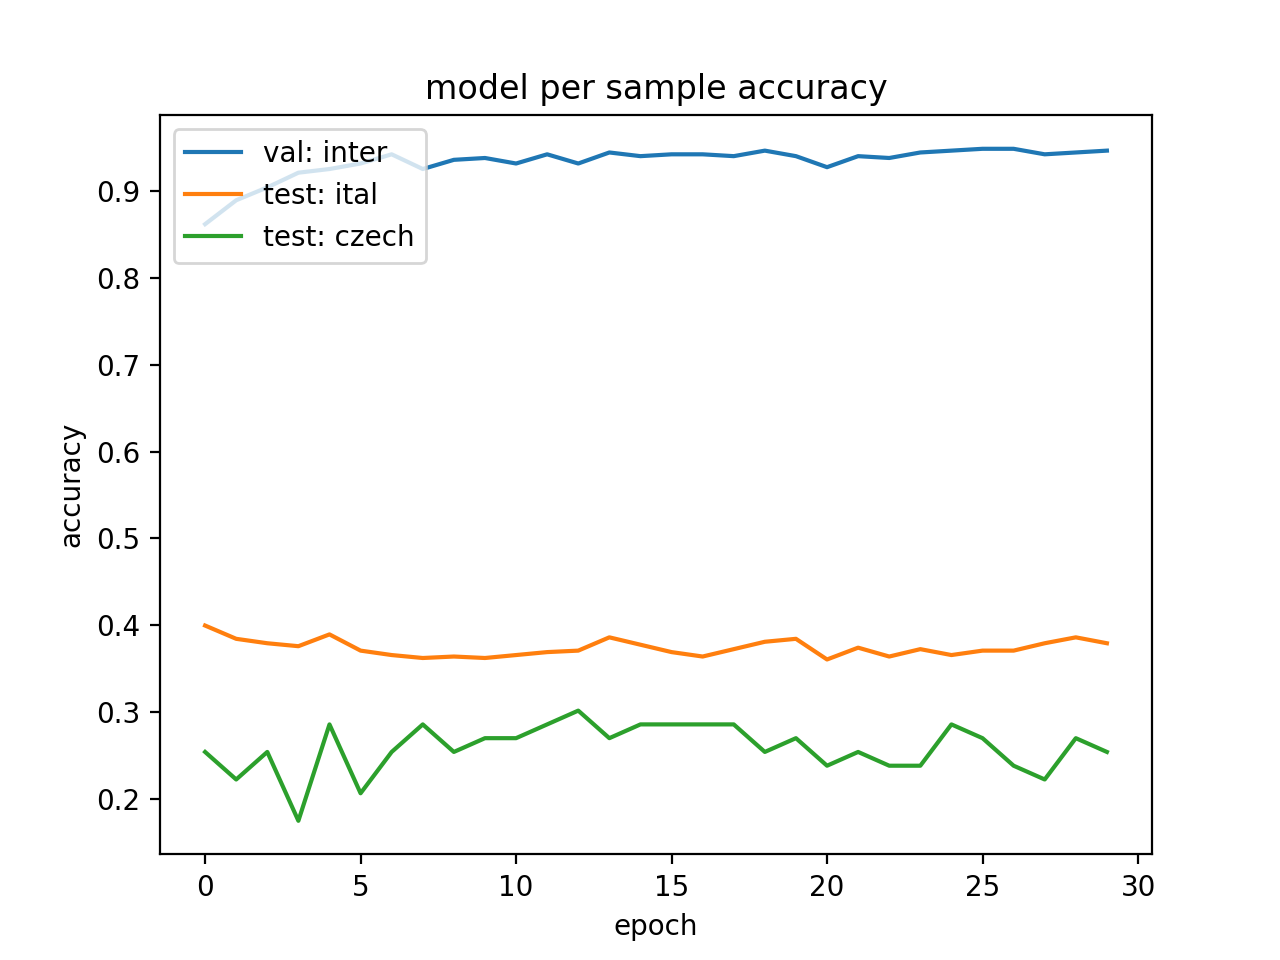 model per sample accuracy
val: inter
test: ital
test: czech
accuracy
0.9
0.8
0.7
0.6
0.5
0.4
0.3
0.2
0 5 10 15 20 25 30
epoch